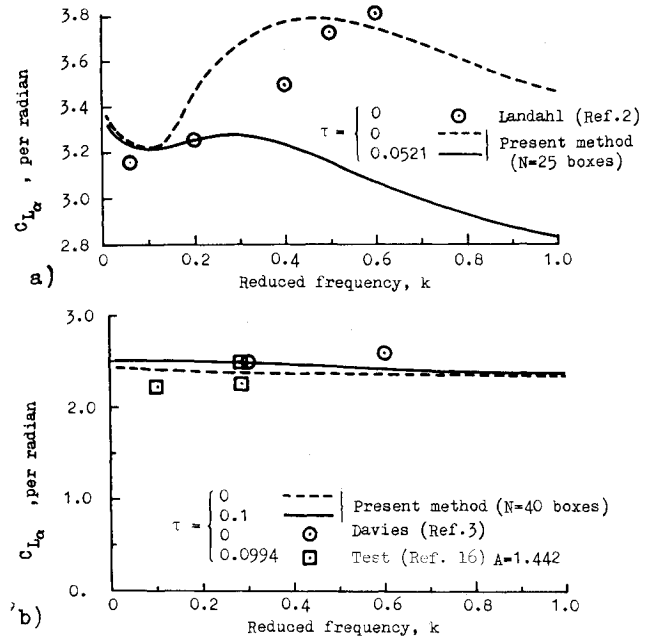 3.8
3.6
3.4
3.2
3.0
2.8
C_{L_α} , per radian
τ =
0
0
0.0521
Landahl (Ref.2)
Present method
(N=25 boxes)
0 0.2 0.4 0.6 0.8 1.0
Reduced frequency, k
a)
3.0
2.0
1.0
0.
C_{L_α} , per radian
τ =
0
0.1
0
0.0994
Present method (N=40 boxes)
Davies (Ref.3)
Test (Ref. 16) A=1.442
0 0.2 0.4 0.6 0.8 1.0
Reduced frequency, k
b)